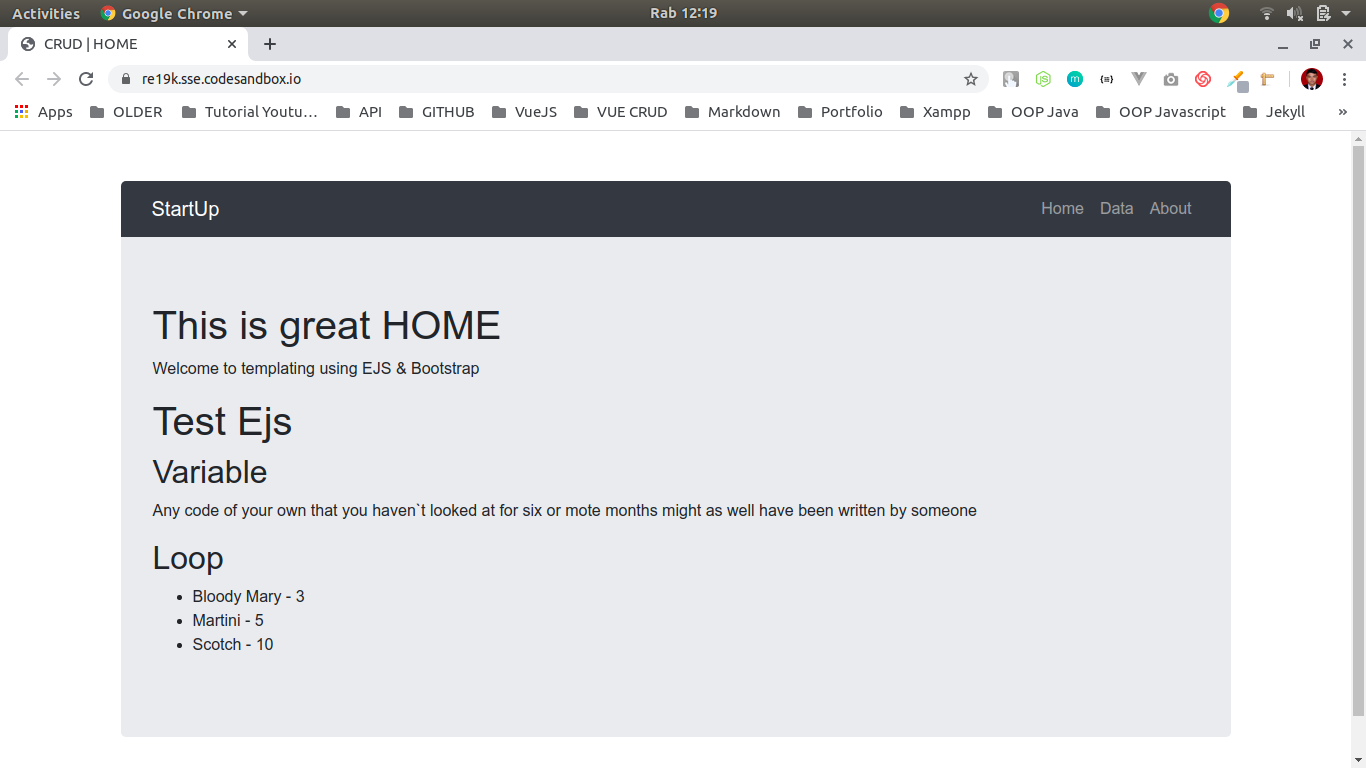 Activities Google Chrome Rab 12:19
CRUD | HOME
re19k.sse.codesandbox.io
Apps OLDER Tutorial Youtu… API GITHUB VueJS VUE CRUD Markdown Portfolio Xampp OOP Java OOP Javascript Jekyll »
StartUp Home Data About
This is great HOME
Welcome to templating using EJS & Bootstrap
Test Ejs
Variable
Any code of your own that you haven`t looked at for six or mote months might as well have been written by someone
Loop
• Bloody Mary - 3
• Martini - 5
• Scotch - 10